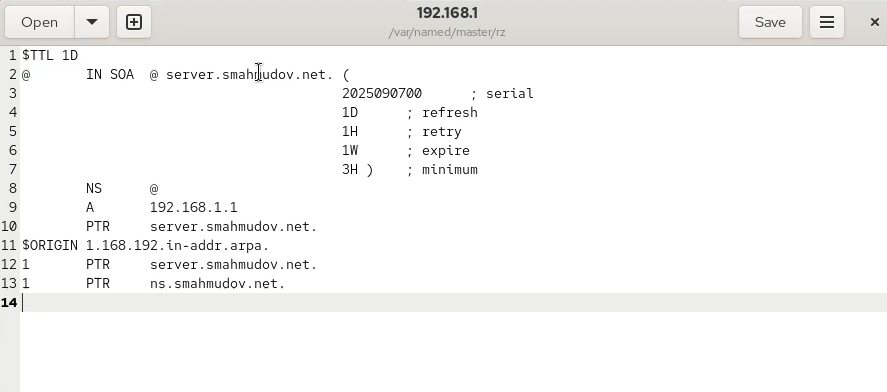 Open
192.168.1
/var/named/master/rz
Save
1 $TTL 1D
2 @ IN SOA @ server.smahmudov.net. (
3 2025090700 ; serial
4 1D ; refresh
5 1H ; retry
6 1W ; expire
7 3H ) ; minimum
8 NS @
9 A 192.168.1.1
10 PTR server.smahmudov.net.
11 $ORIGIN 1.168.192.in-addr.arpa.
12 1 PTR server.smahmudov.net.
13 1 PTR ns.smahmudov.net.
14